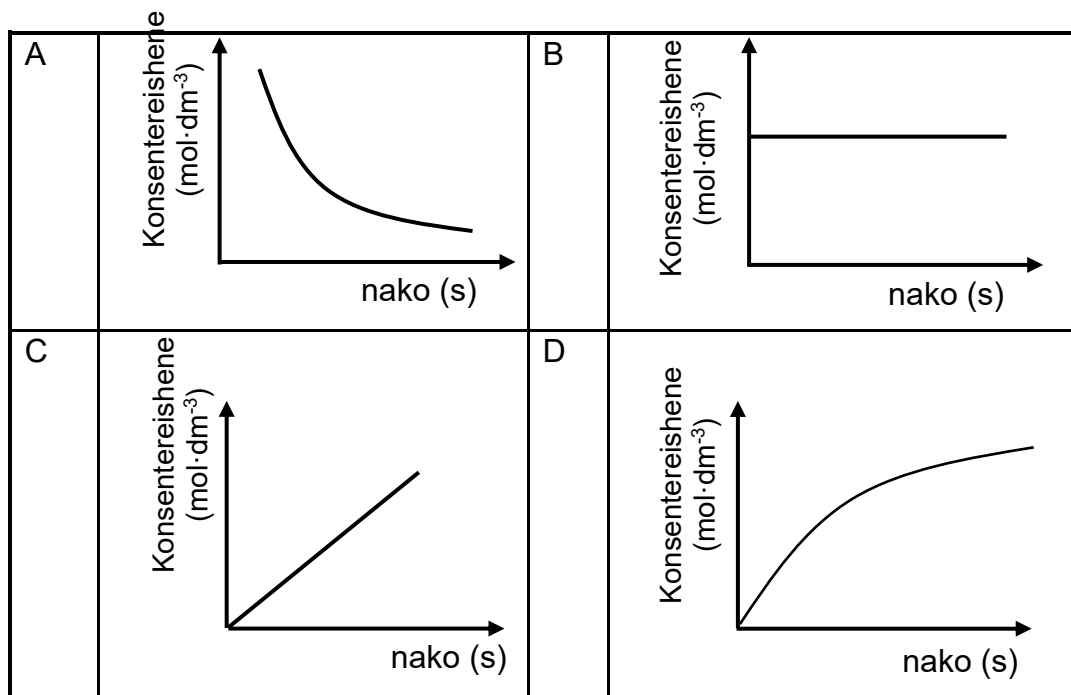 A
Konsentereishene
(mol·dm⁻³)
nako (s)
B
Konsentereishene
(mol·dm⁻³)
nako (s)
C
Konsentereishene
(mol·dm⁻³)
nako (s)
D
Konsentereishene
(mol·dm⁻³)
nako (s)